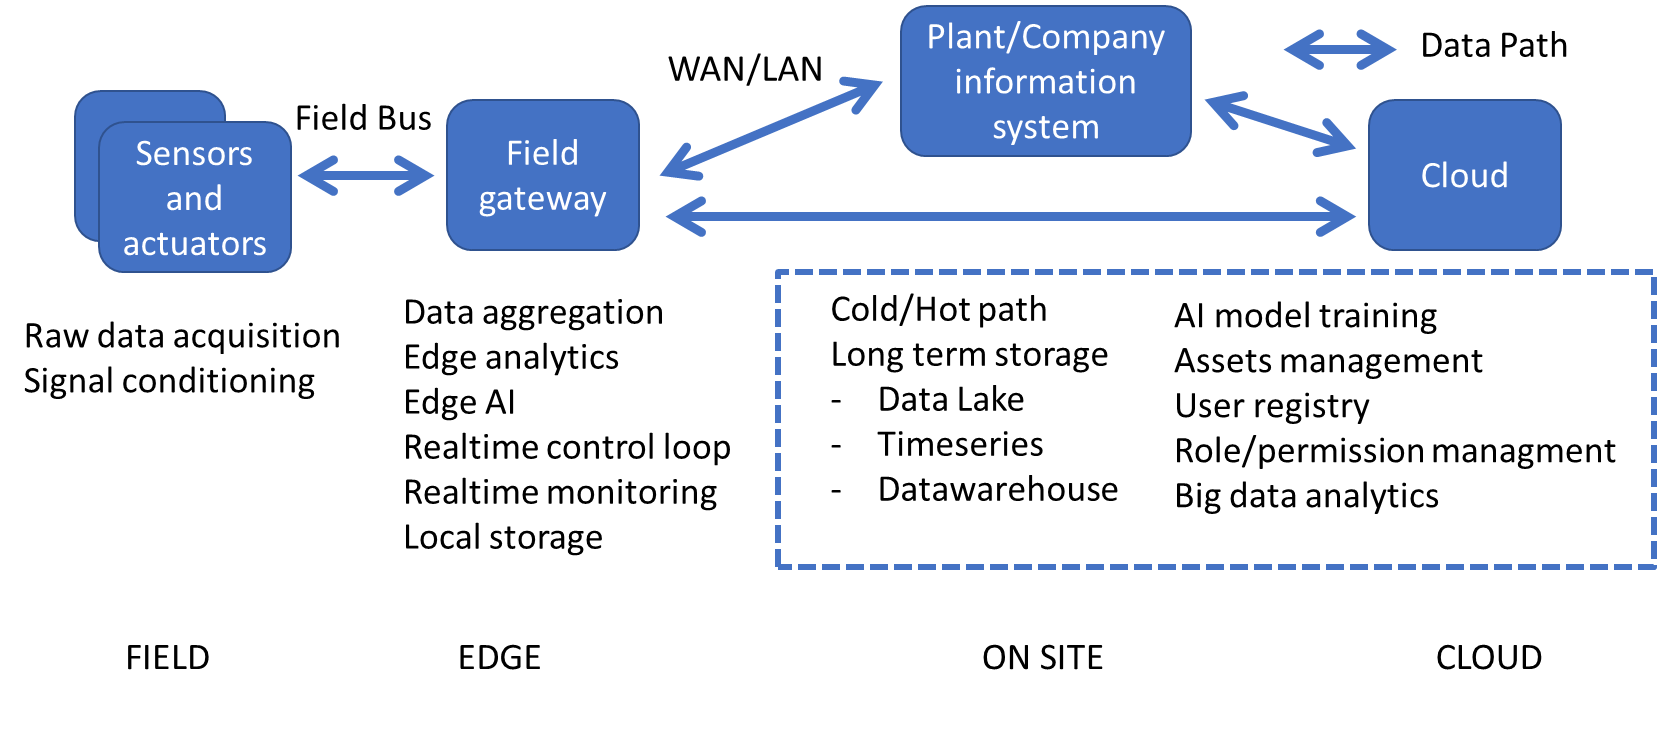 Sensors
and
actuators
Field Bus
Field
gateway
WAN/LAN
Plant/Company
information
system
Data Path
Cloud
Raw data acquisition
Signal conditioning
Data aggregation
Edge analytics
Edge AI
Realtime control loop
Realtime monitoring
Local storage
Cold/Hot path
Long term storage
- Data Lake
- Timeseries
- Datawarehouse
AI model training
Assets management
User registry
Role/permission managment
Big data analytics
FIELD
EDGE
ON SITE
CLOUD